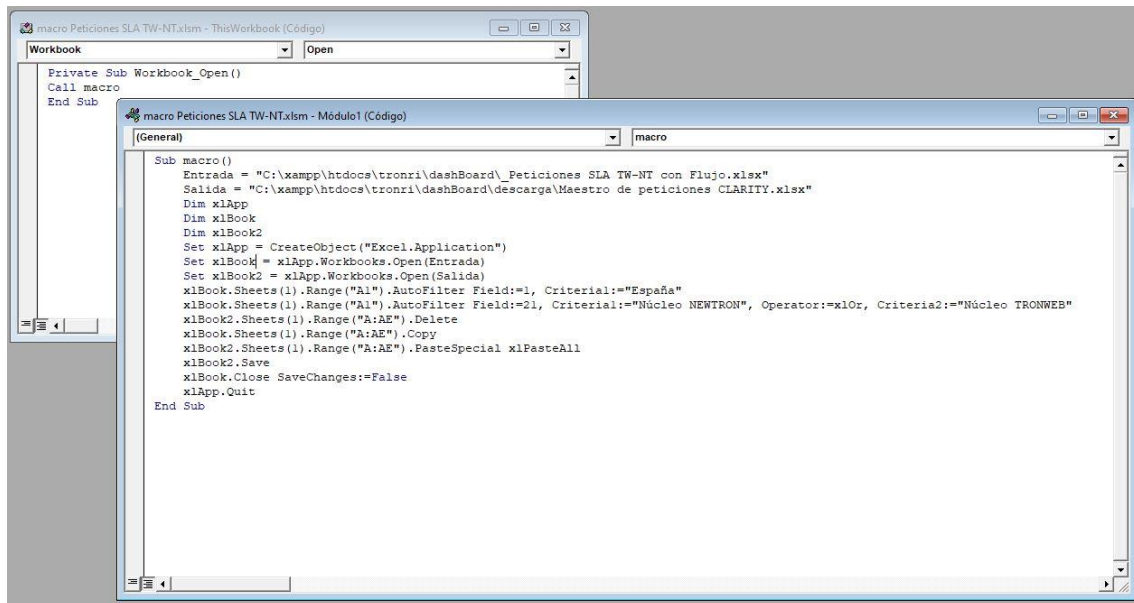 macro Peticiones SLA TW-NT.xlsm - ThisWorkbook (Código)
Workbook
Open
Private Sub Workbook_Open()
Call macro
End Sub
macro Peticiones SLA TW-NT.xlsm - Módulo1 (Código)
(General)
macro
Sub macro()
Entrada = "C:\xampp\htdocs\tronri\dashBoard\_Peticiones SLA TW-NT con Flujo.xlsx"
Salida = "C:\xampp\htdocs\tronri\dashBoard\descarga\Maestro de peticiones CLARITY.xlsx"
Dim xlApp
Dim xlBook
Dim xlBook2
Set xlApp = CreateObject("Excel.Application")
Set xlBook = xlApp.Workbooks.Open(Entrada)
Set xlBook2 = xlApp.Workbooks.Open(Salida)
xlBook.Sheets(1).Range("A1").AutoFilter Field:=1, Criteria1:="España"
xlBook.Sheets(1).Range("A1").AutoFilter Field:=21, Criteria1:="Núcleo NEWTRON", Operator:=xlOr, Criteria2:="Núcleo TRONWEB"
xlBook2.Sheets(1).Range("A:AE").Delete
xlBook.Sheets(1).Range("A:AE").Copy
xlBook2.Sheets(1).Range("A:AE").PasteSpecial xlPasteAll
xlBook2.Save
xlBook.Close SaveChanges:=False
xlApp.Quit
End Sub